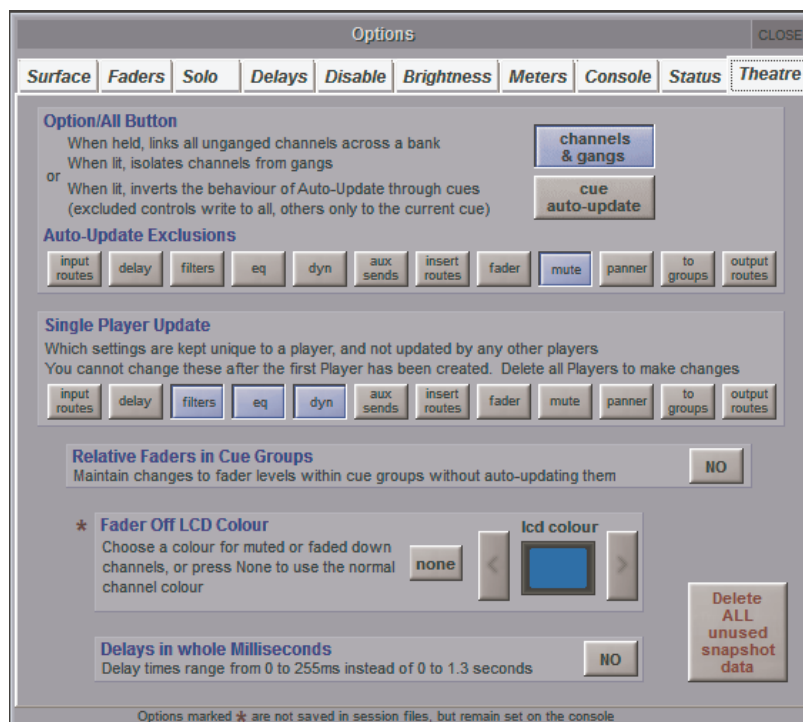 Options
CLOSE
Surface
Faders
Solo
Delays
Disable
Brightness
Meters
Console
Status
Theatre
Option/All Button
When held, links all unganged channels across a bank
When lit, isolates channels from gangs
or
When lit, inverts the behaviour of Auto-Update through cues
(excluded controls write to all, others only to the current cue)
channels
& gangs
cue
auto-update
Auto-Update Exclusions
input
routes
delay
filters
eq
dyn
aux
sends
insert
routes
fader
mute
panner
to
groups
output
routes
Single Player Update
Which settings are kept unique to a player, and not updated by any other players
You cannot change these after the first Player has been created. Delete all Players to make changes
input
routes
delay
filters
eq
dyn
aux
sends
insert
routes
fader
mute
panner
to
groups
output
routes
Relative Faders in Cue Groups
Maintain changes to fader levels within cue groups without auto-updating them
NO
* Fader Off LCD Colour
Choose a colour for muted or faded down
channels, or press None to use the normal
channel colour
none
lcd colour
<
>
Delays in whole Milliseconds
Delay times range from 0 to 255ms instead of 0 to 1.3 seconds
NO
Delete
ALL
unused
snapshot
data
Options marked * are not saved in session files, but remain set on the console